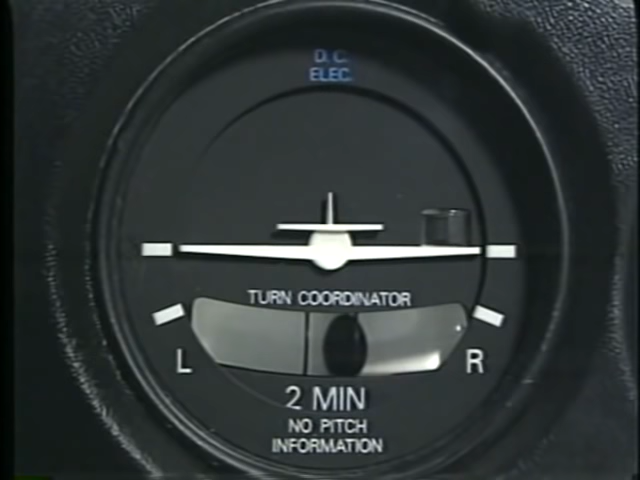 D.C.
ELEC.
TURN COORDINATOR
L R
2 MIN
NO PITCH
INFORMATION